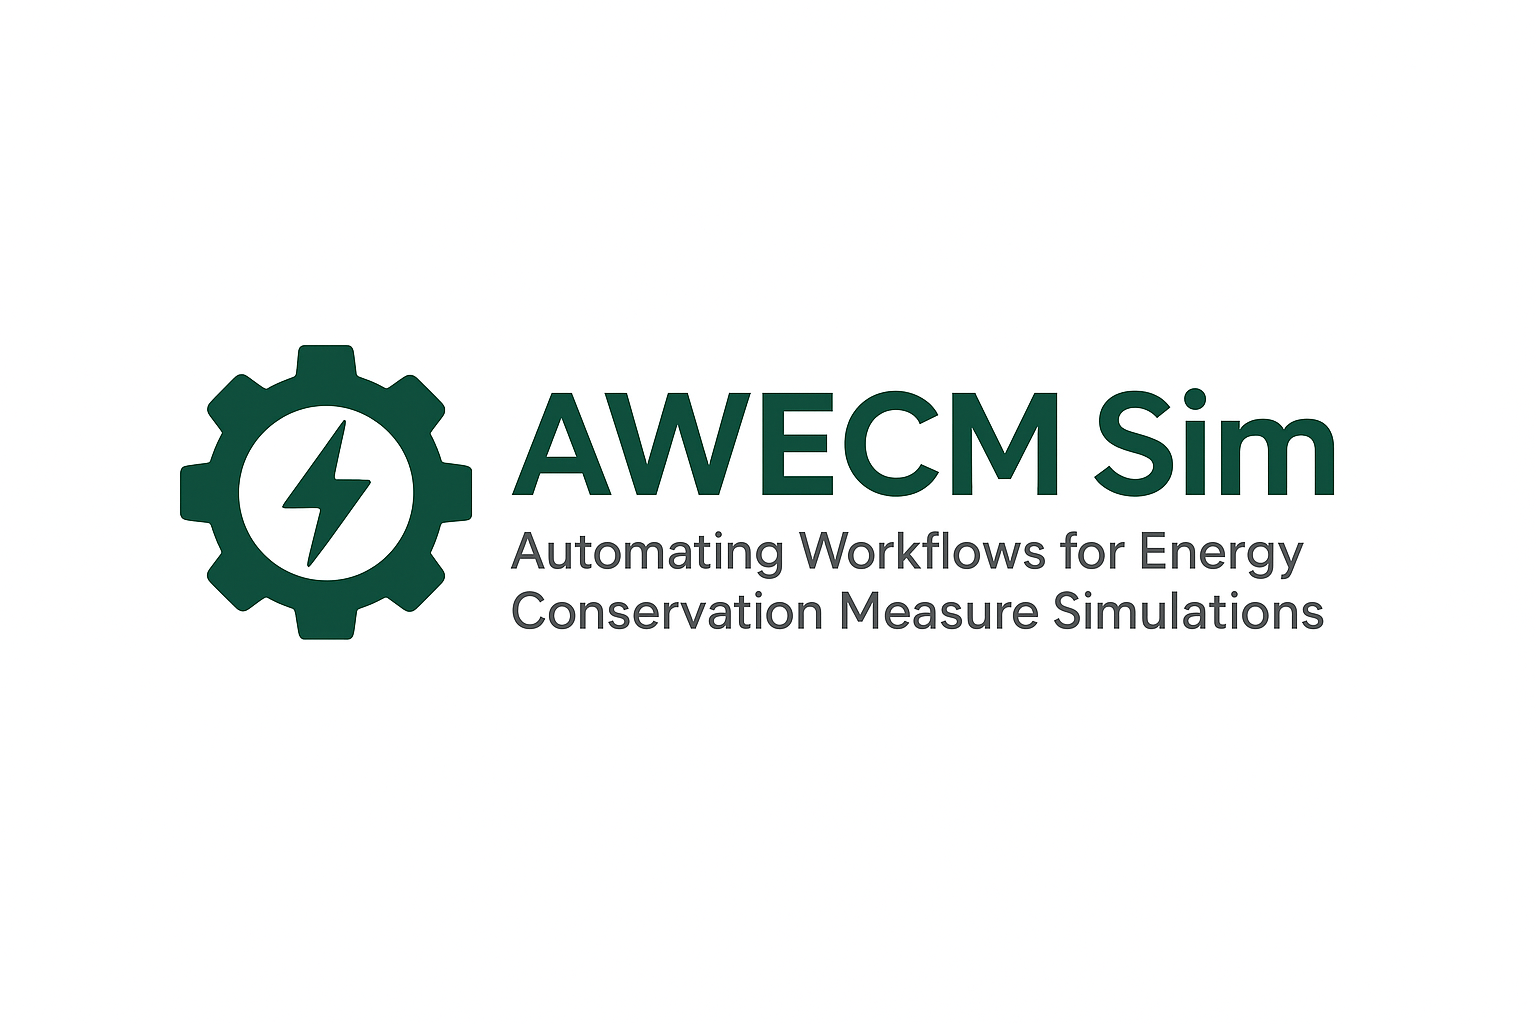 AWECM Sim
Automating Workflows for Energy
Conservation Measure Simulations